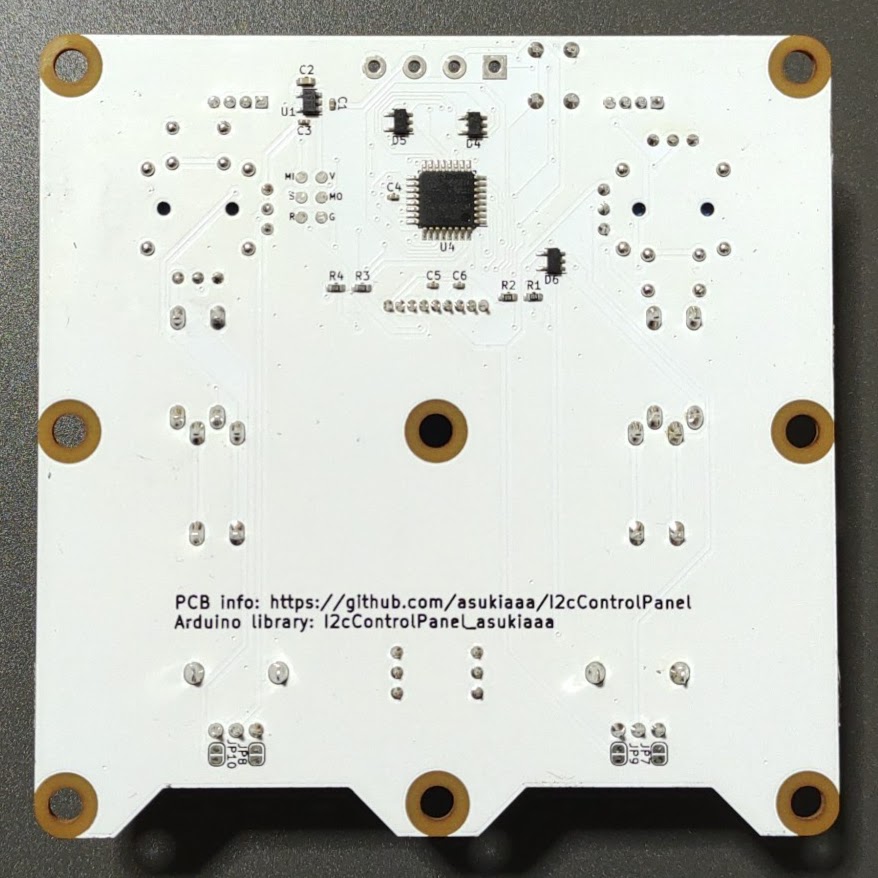 C2
U1
C1
C3
D5
D4
MI
V
S
MO
R
G
C4
U4
D6
R4 R3
C5 C6
R2 R1
PCB info: https://github.com/asukiaaa/I2cControlPanel
Arduino library: I2cControlPanel_asukiaaa
JP10
JP8
JP9
JP7